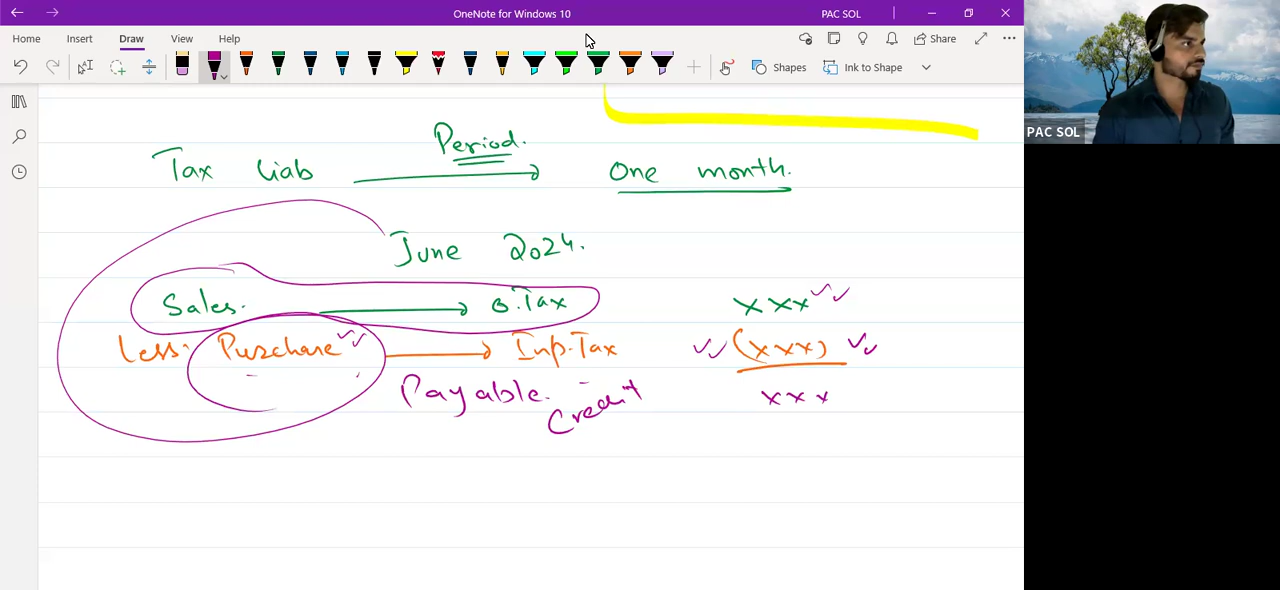 OneNote for Windows 10
PAC SOL
Home Insert Draw View Help
Share
Shapes
Ink to Shape
PAC SOL
Period.
Tax liab One month.
June 2024.
Sales. o.Tax xxx
Less: Purchase Inp.Tax (xxx)
Payable. xxx
Credit